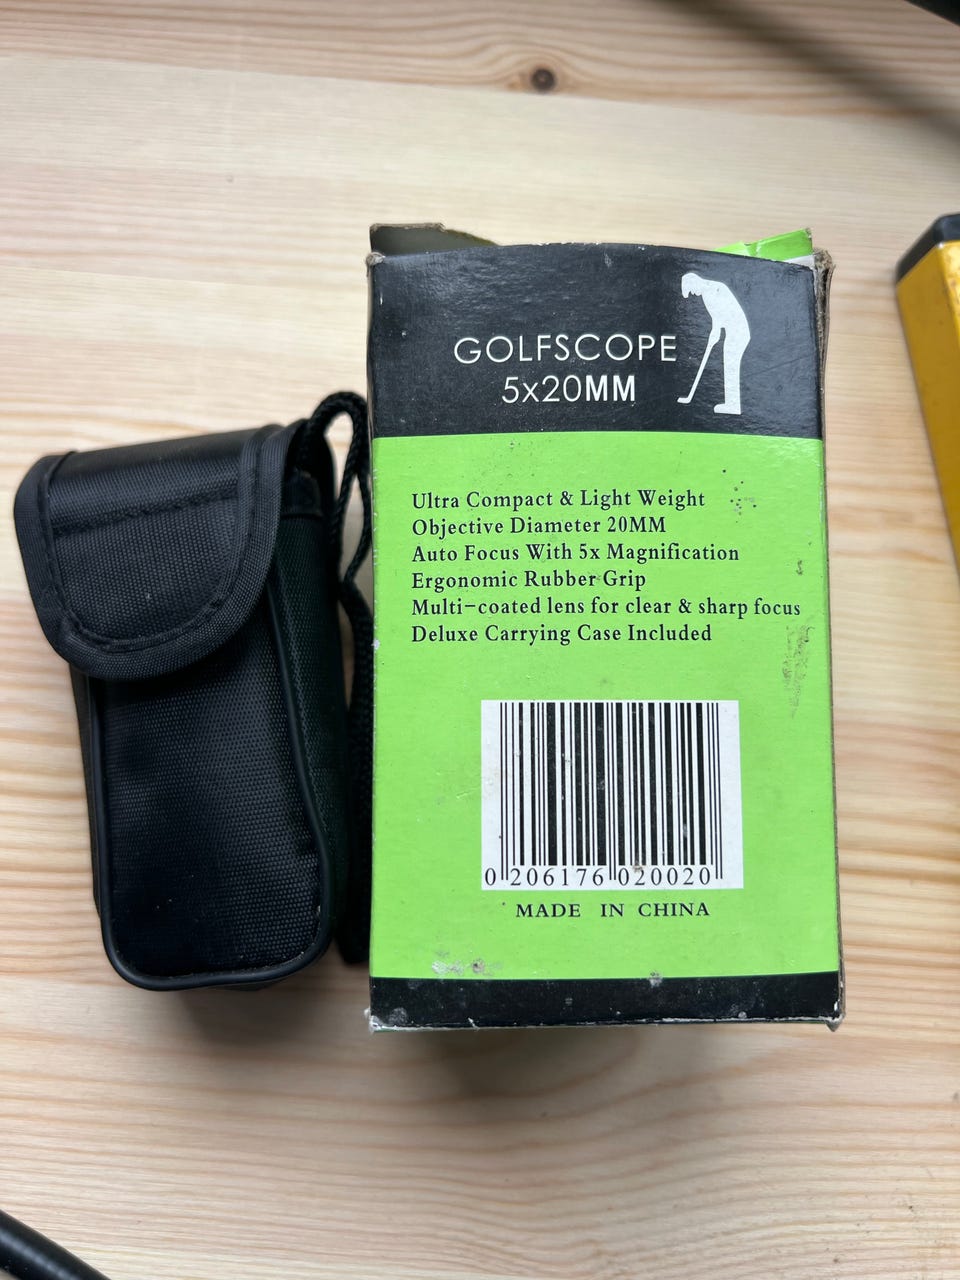 GOLFSCOPE
5x20MM
Ultra Compact & Light Weight
Objective Diameter 20MM
Auto Focus With 5x Magnification
Ergonomic Rubber Grip
Multi-coated lens for clear & sharp focus
Deluxe Carrying Case Included
0 206176 020020
MADE IN CHINA